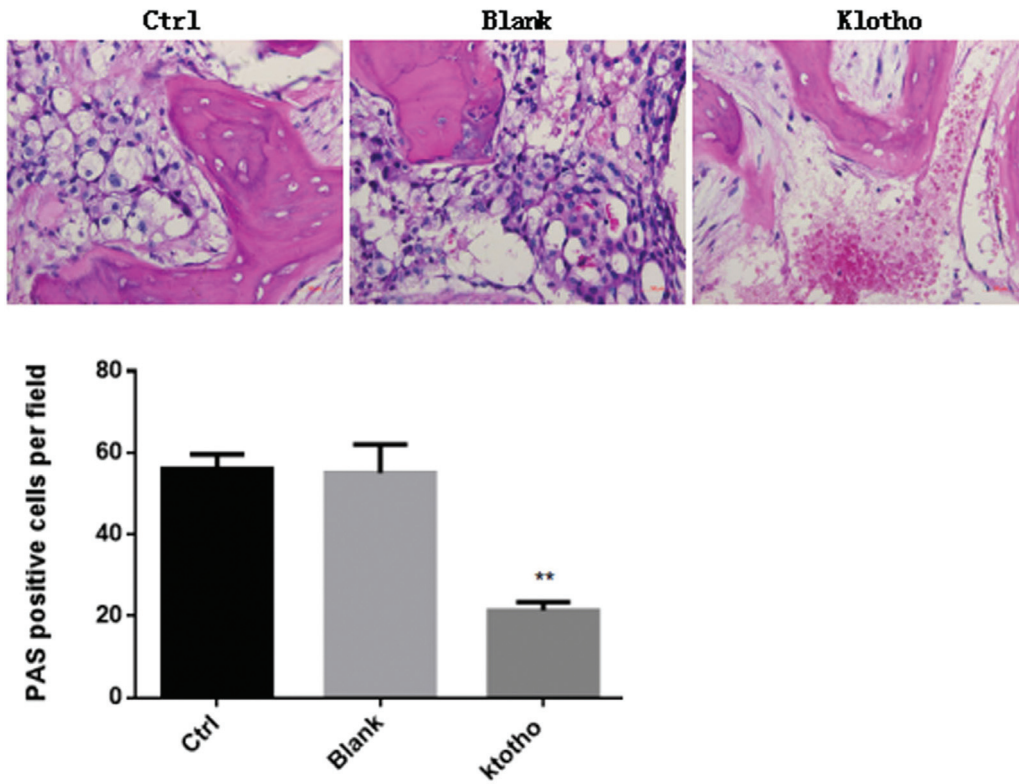 Ctrl Blank Klotho
PAS positive cells per field
80
60
40
20
0
**
Ctrl
Blank
ktotho